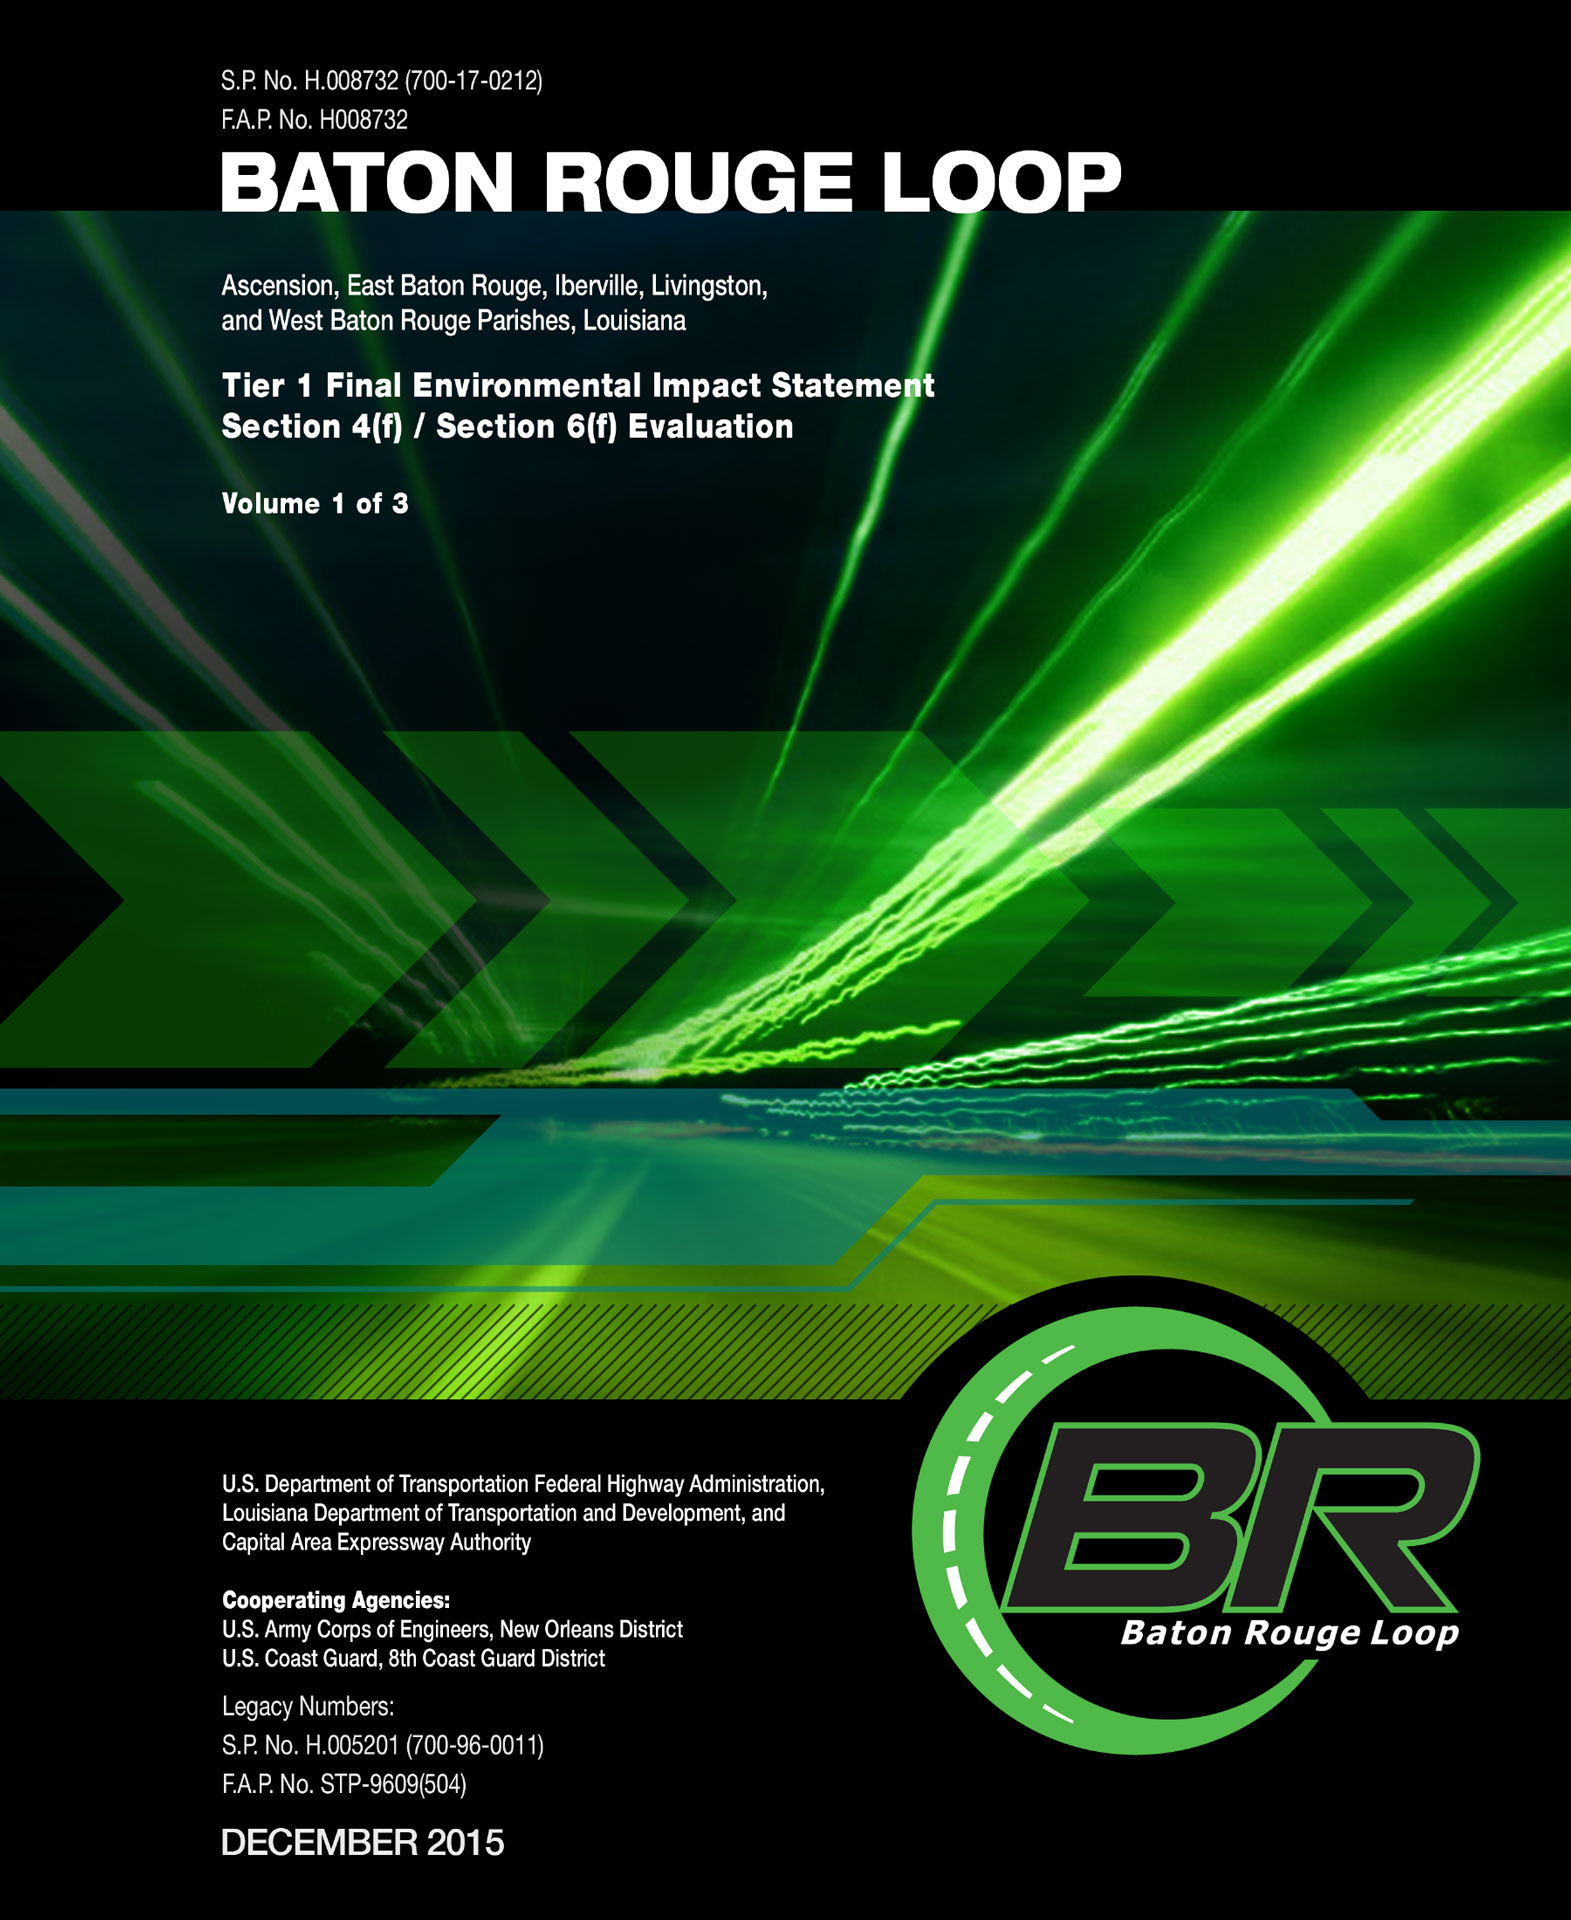 S.P. No. H.008732 (700-17-0212)
F.A.P. No. H008732
BATON ROUGE LOOP
Ascension, East Baton Rouge, Iberville, Livingston,
and West Baton Rouge Parishes, Louisiana
Tier 1 Final Environmental Impact Statement
Section 4(f) / Section 6(f) Evaluation
Volume 1 of 3
U.S. Department of Transportation Federal Highway Administration,
Louisiana Department of Transportation and Development, and
Capital Area Expressway Authority
Cooperating Agencies:
U.S. Army Corps of Engineers, New Orleans District
U.S. Coast Guard, 8th Coast Guard District
Legacy Numbers:
S.P. No. H.005201 (700-96-0011)
F.A.P. No. STP-9609(504)
DECEMBER 2015
BR
Baton Rouge Loop